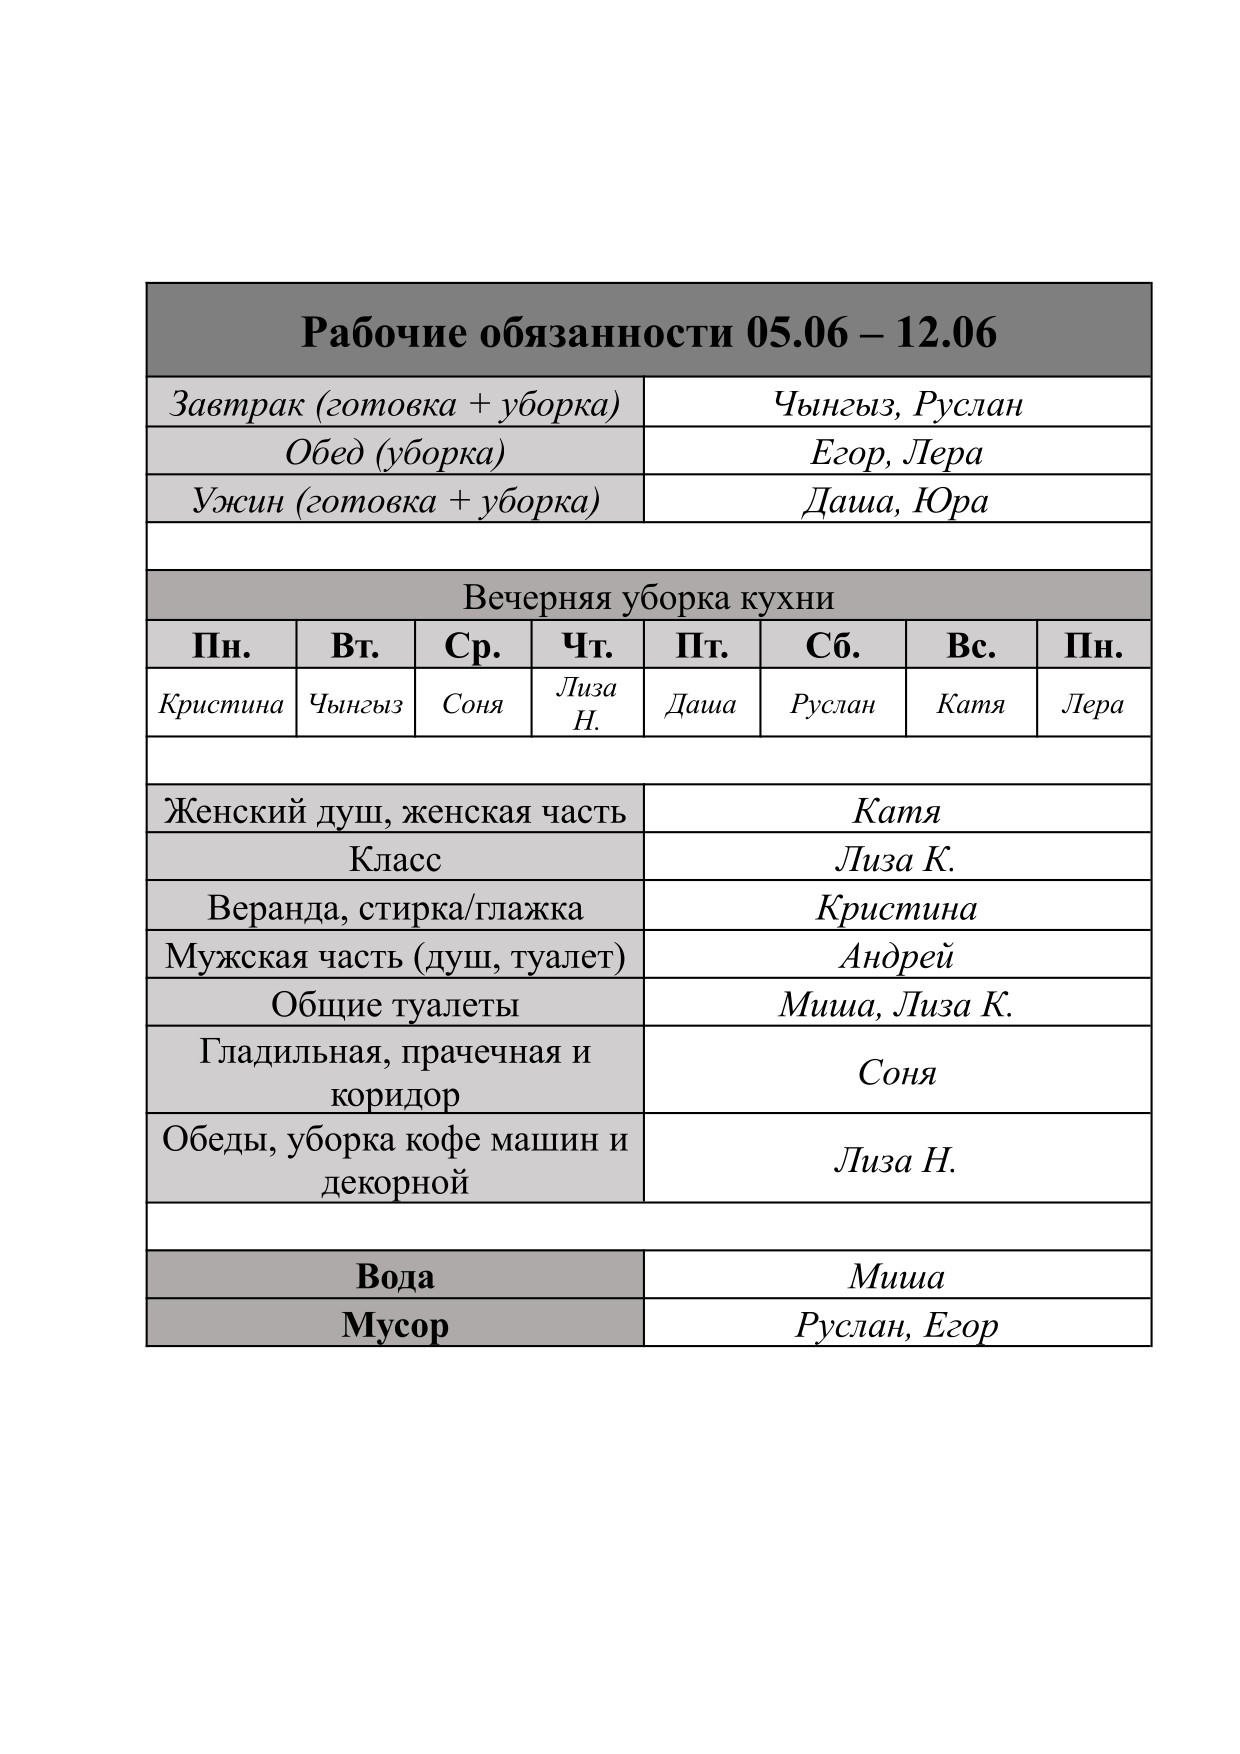 Рабочие обязанности 05.06 – 12.06
Завтрак (готовка + уборка) Чынгыз, Руслан
Обед (уборка) Егор, Лера
Ужин (готовка + уборка) Даша, Юра
Вечерняя уборка кухни
Пн. Вт. Ср. Чт. Пт. Сб. Вс. Пн.
Кристина Чынгыз Соня Лиза Н. Даша Руслан Катя Лера
Женский душ, женская часть Катя
Класс Лиза К.
Веранда, стирка/глажка Кристина
Мужская часть (душ, туалет) Андрей
Общие туалеты Миша, Лиза К.
Гладильная, прачечная и
коридор
Соня
Обеды, уборка кофе машин и
декорной
Лиза Н.
Вода Миша
Мусор Руслан, Егор